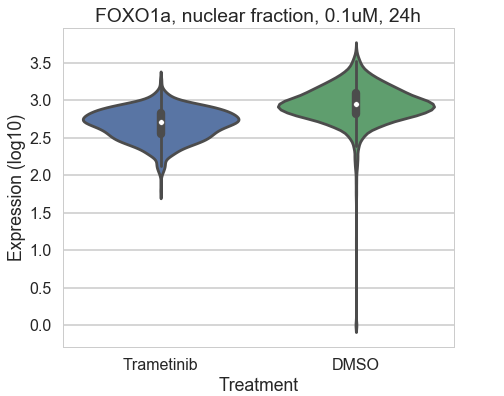 FOXO1a, nuclear fraction, 0.1uM, 24h
Expression (log10)
3.5
3.0
2.5
2.0
1.5
1.0
0.5
0.0
Trametinib
DMSO
Treatment